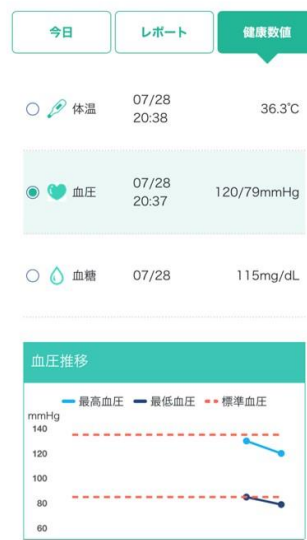 今日
レポート
健康数値
体温
07/28
20:38
36.3℃
血圧
07/28
20:37
120/79mmHg
血糖
07/28
115mg/dL
血圧推移
最高血圧 最低血圧 標準血圧
mmHg
140
120
100
80
60